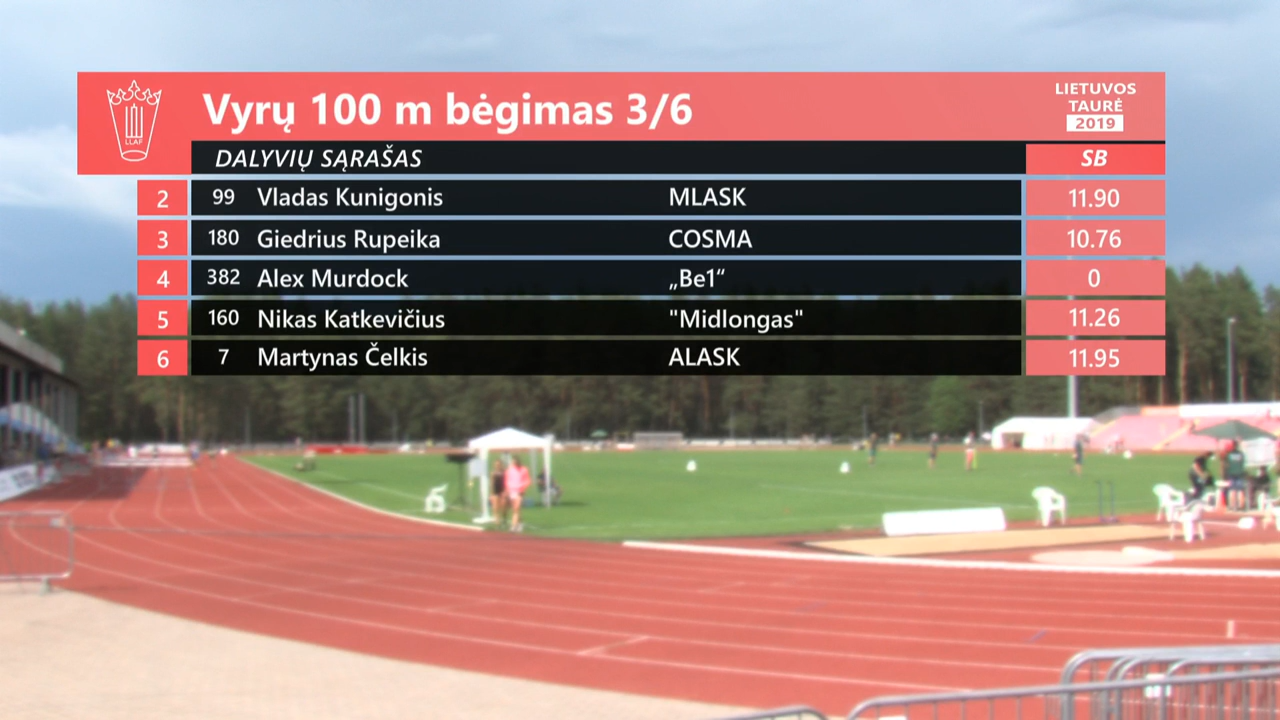 Vyrų 100 m bėgimas 3/6
LIETUVOS
TAURĖ
2019
LLAF
DALYVIŲ SĄRAŠAS SB
2 99 Vladas Kunigonis MLASK 11.90
3 180 Giedrius Rupeika COSMA 10.76
4 382 Alex Murdock „Be1“ 0
5 160 Nikas Katkevičius "Midlongas" 11.26
6 7 Martynas Čelkis ALASK 11.95